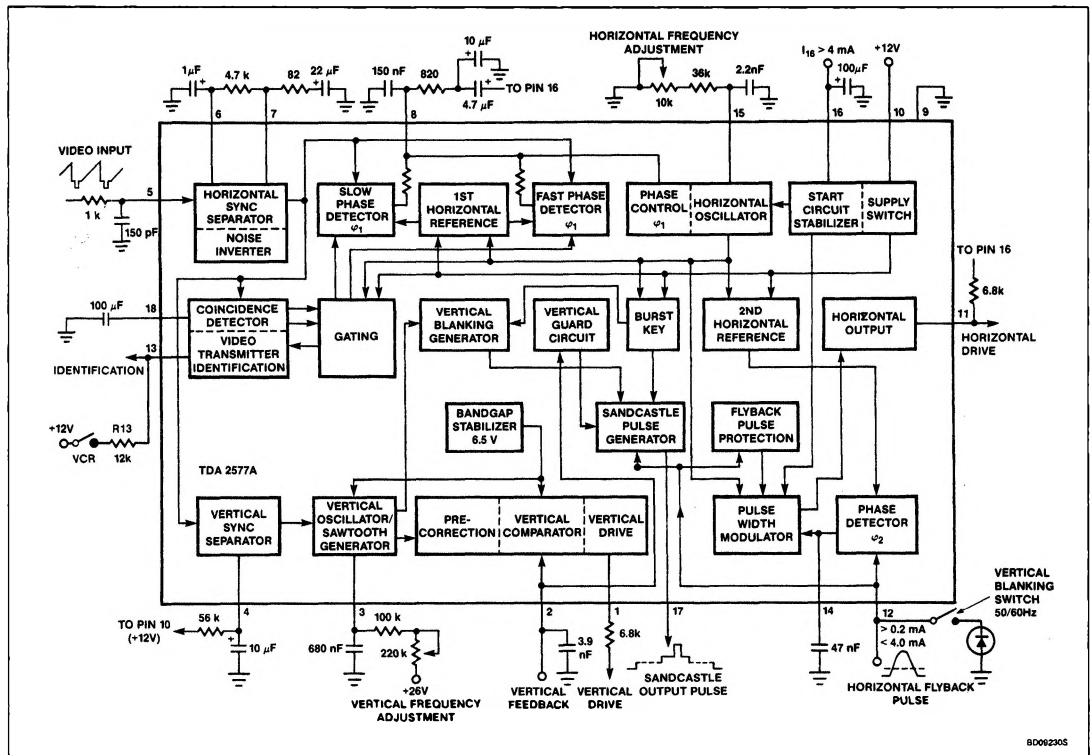 HORIZONTAL FREQUENCY
ADJUSTMENT
I16 > 4 mA
+12V
1µF
4.7 k
82
22 µF
150 nF
820
10 µF
4.7 µF
TO PIN 16
10k
36k
2.2nF
100µF
6
7
8
15
16
10
9
VIDEO INPUT
5
1 k
150 pF
HORIZONTAL
SYNC
SEPARATOR
NOISE
INVERTER
SLOW
PHASE
DETECTOR
φ1
1ST
HORIZONTAL
REFERENCE
FAST PHASE
DETECTOR
φ1
PHASE
CONTROL
φ1
HORIZONTAL
OSCILLATOR
START
CIRCUIT
STABILIZER
SUPPLY
SWITCH
TO PIN 16
6.8k
11
HORIZONTAL
DRIVE
100 µF
18
13
IDENTIFICATION
COINCIDENCE
DETECTOR
VIDEO
TRANSMITTER
IDENTIFICATION
GATING
VERTICAL
BLANKING
GENERATOR
VERTICAL
GUARD
CIRCUIT
BURST
KEY
2ND
HORIZONTAL
REFERENCE
HORIZONTAL
OUTPUT
+12V
VCR
R13
12k
TDA 2577A
BANDGAP
STABILIZER
6.5 V
SANDCASTLE
PULSE
GENERATOR
FLYBACK
PULSE
PROTECTION
VERTICAL
SYNC
SEPARATOR
VERTICAL
OSCILLATOR/
SAWTOOTH
GENERATOR
PRE-
CORRECTION
VERTICAL
COMPARATOR
VERTICAL
DRIVE
PULSE
WIDTH
MODULATOR
PHASE
DETECTOR
φ2
4
3
2
1
17
14
12
VERTICAL
BLANKING
SWITCH
50/60Hz
TO PIN 10
(+12V)
56 k
10 µF
680 nF
100 k
220 k
+26V
VERTICAL FREQUENCY
ADJUSTMENT
3.9
nF
VERTICAL
FEEDBACK
6.8k
VERTICAL
DRIVE
SANDCASTLE
OUTPUT PULSE
47 nF
> 0.2 mA
< 4.0 mA
HORIZONTAL FLYBACK
PULSE
BD09230S